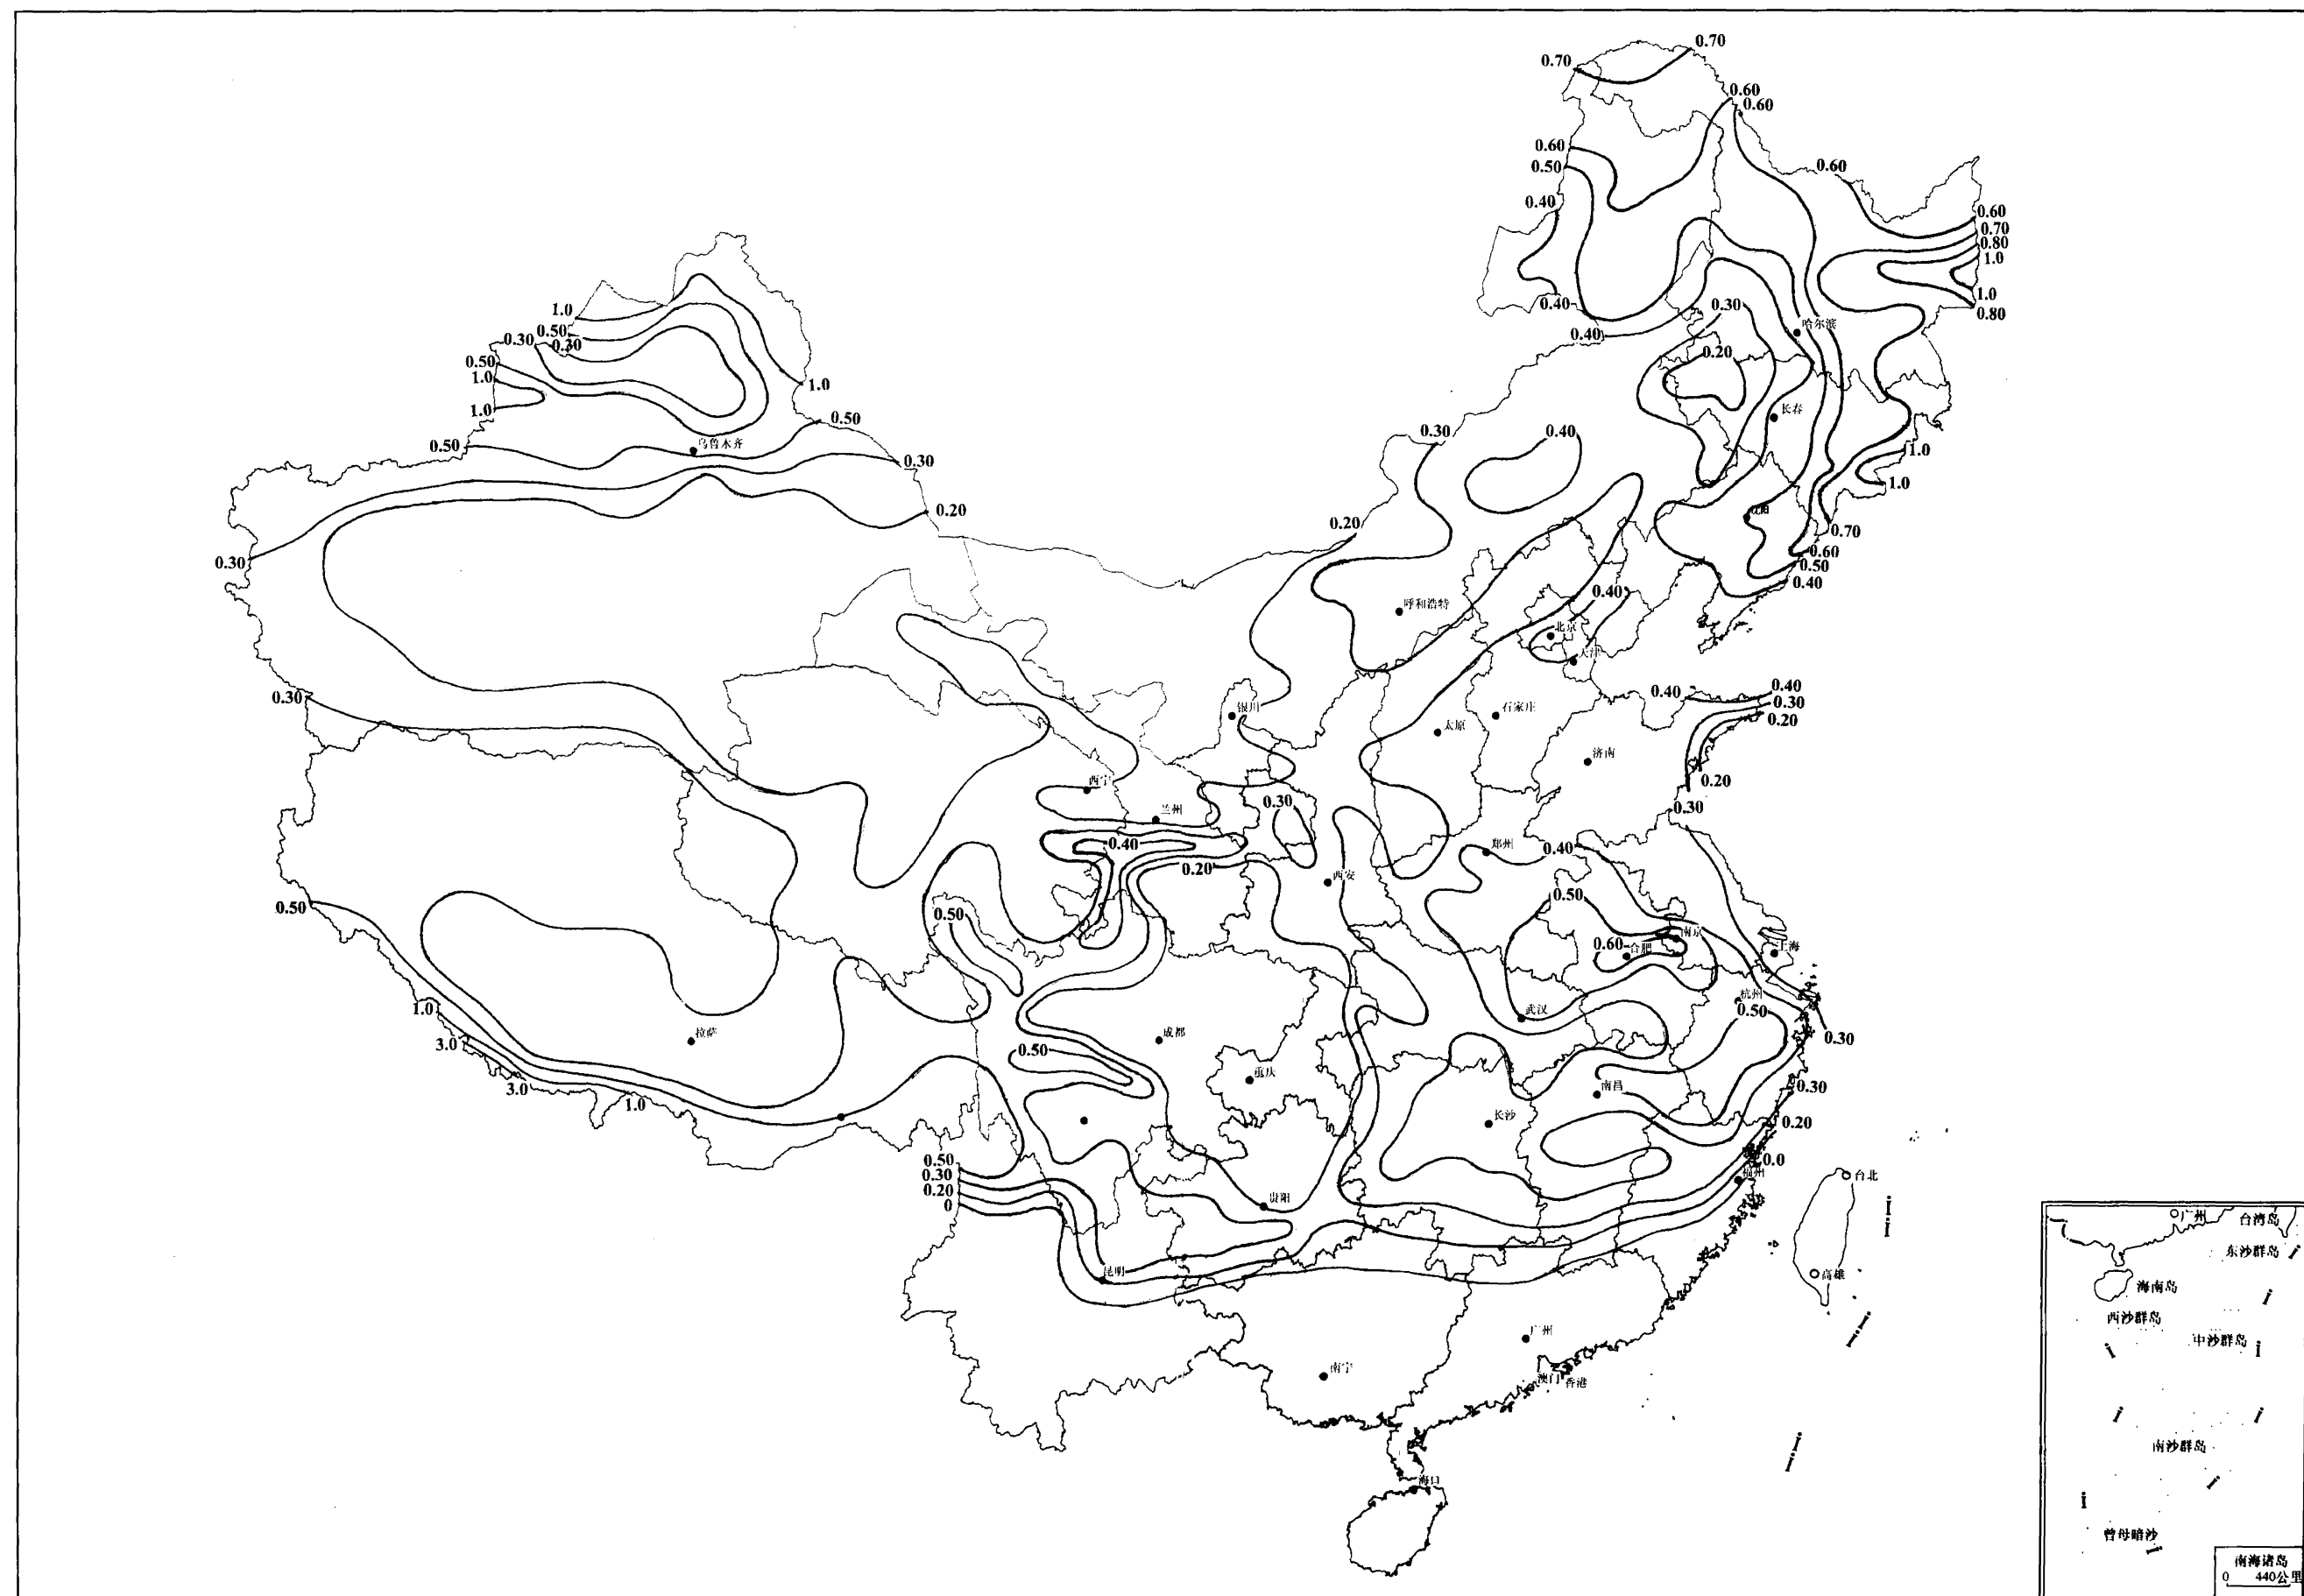 0.70
0.70
0.60
0.60
0.60
0.50
0.60
0.40
0.60
0.70
0.80
1.0
1.0
0.80
0.40
0.30
0.40
哈尔滨
0.20
1.0
0.50
0.30
0.30
0.50
1.0
1.0
1.0
0.50
0.50
乌鲁木齐
0.30
0.20
0.30
长春
0.30
0.40
1.0
1.0
0.20
沈阳
0.70
0.60
0.50
0.40
呼和浩特
0.40
北京
天津
0.30
银川
太原
石家庄
济南
0.40
0.40
0.30
0.20
0.20
0.30
西宁
兰州
0.30
0.40
0.20
西安
郑州
0.40
0.50
0.50
0.50
0.60
合肥
南京
上海
1.0
3.0
3.0
1.0
拉萨
成都
0.50
重庆
武汉
杭州
0.50
0.30
南昌
长沙
0.30
0.20
0.0
福州
台北
高雄
0.50
0.30
0.20
0
贵阳
昆明
南宁
广州
澳门
香港
海口
广州
台湾岛
东沙群岛
海南岛
西沙群岛
中沙群岛
南沙群岛
曾母暗沙
南海诸岛
0 440公里